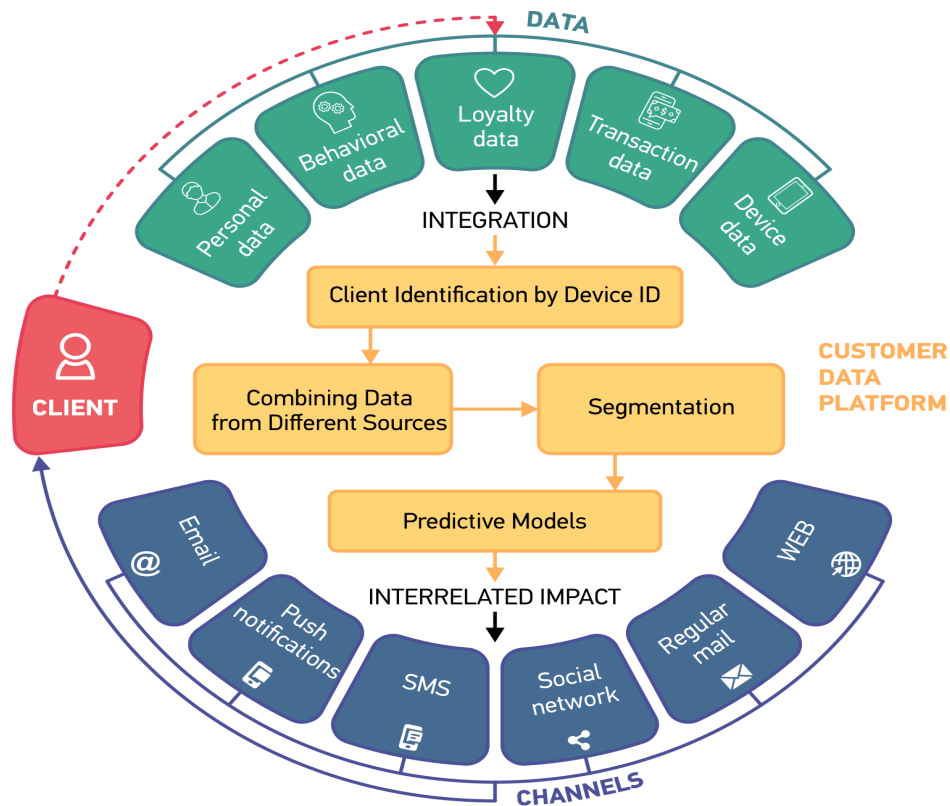 DATA
Personal
data
Behavioral
data
Loyalty
data
Transaction
data
Device
data
INTEGRATION
Client Identification by Device ID
CLIENT
Combining Data
from Different Sources
Segmentation
CUSTOMER
DATA
PLATFORM
Predictive Models
INTERRELATED IMPACT
Email
@
Push
notifications
SMS
Social
network
Regular
mail
WEB
CHANNELS